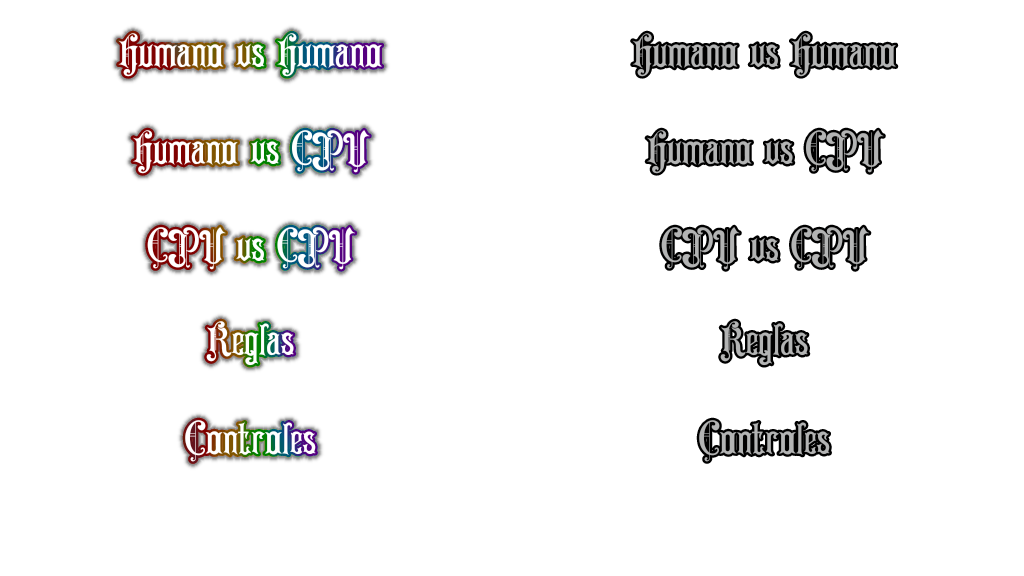 Humano vs Humano
Humano vs Humano
Humano vs CPU
Humano vs CPU
CPU vs CPU
CPU vs CPU
Reglas
Reglas
Controles
Controles